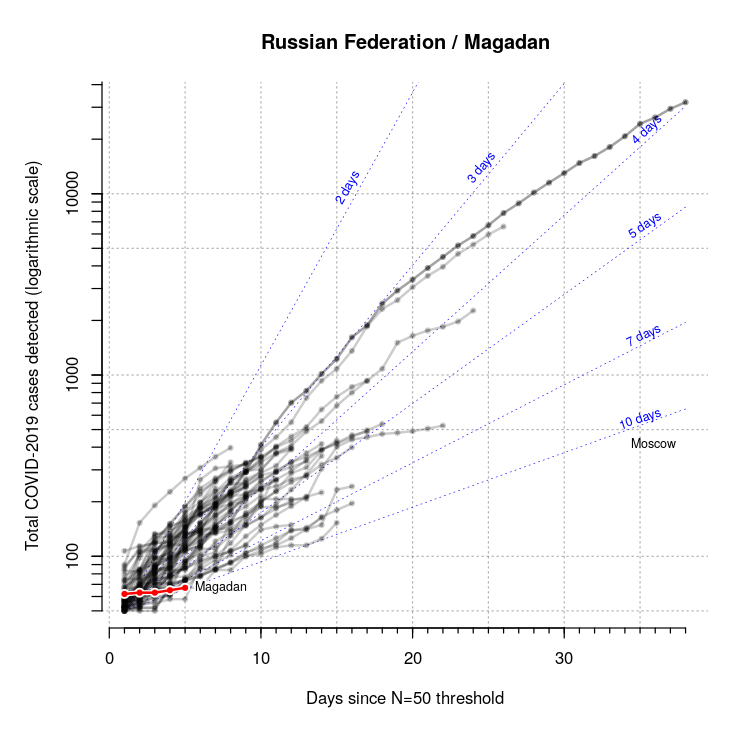 Russian Federation / Magadan
Total COVID-2019 cases detected (logarithmic scale)
10000
1000
100
2 days
3 days
4 days
5 days
7 days
10 days
Moscow
Magadan
0 10 20 30
Days since N=50 threshold